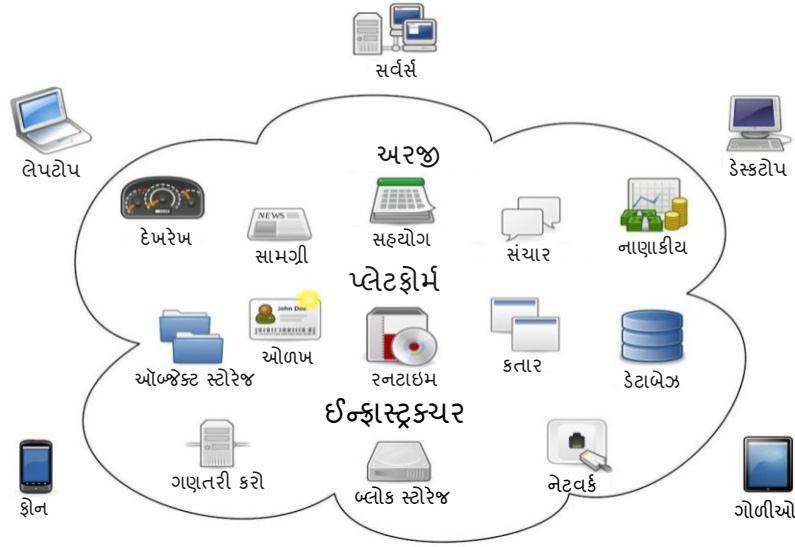 સર્વર્સ
લેપટોપ
ડેસ્કટોપ
અરજી
દેખરેખ
NEWS
સામગ્રી
સહયોગ
સંચાર
નાણાકીય
પ્લેટફોર્મ
John Doe
ઓળખ
ઑબ્જેક્ટ સ્ટોરેજ
રનટાઇમ
કતાર
ડેટાબેઝ
ઈન્ફ્રાસ્ટ્રક્ચર
ગણતરી કરો
બ્લોક સ્ટોરેજ
નેટવર્ક
ફોન
ગોળીઓ